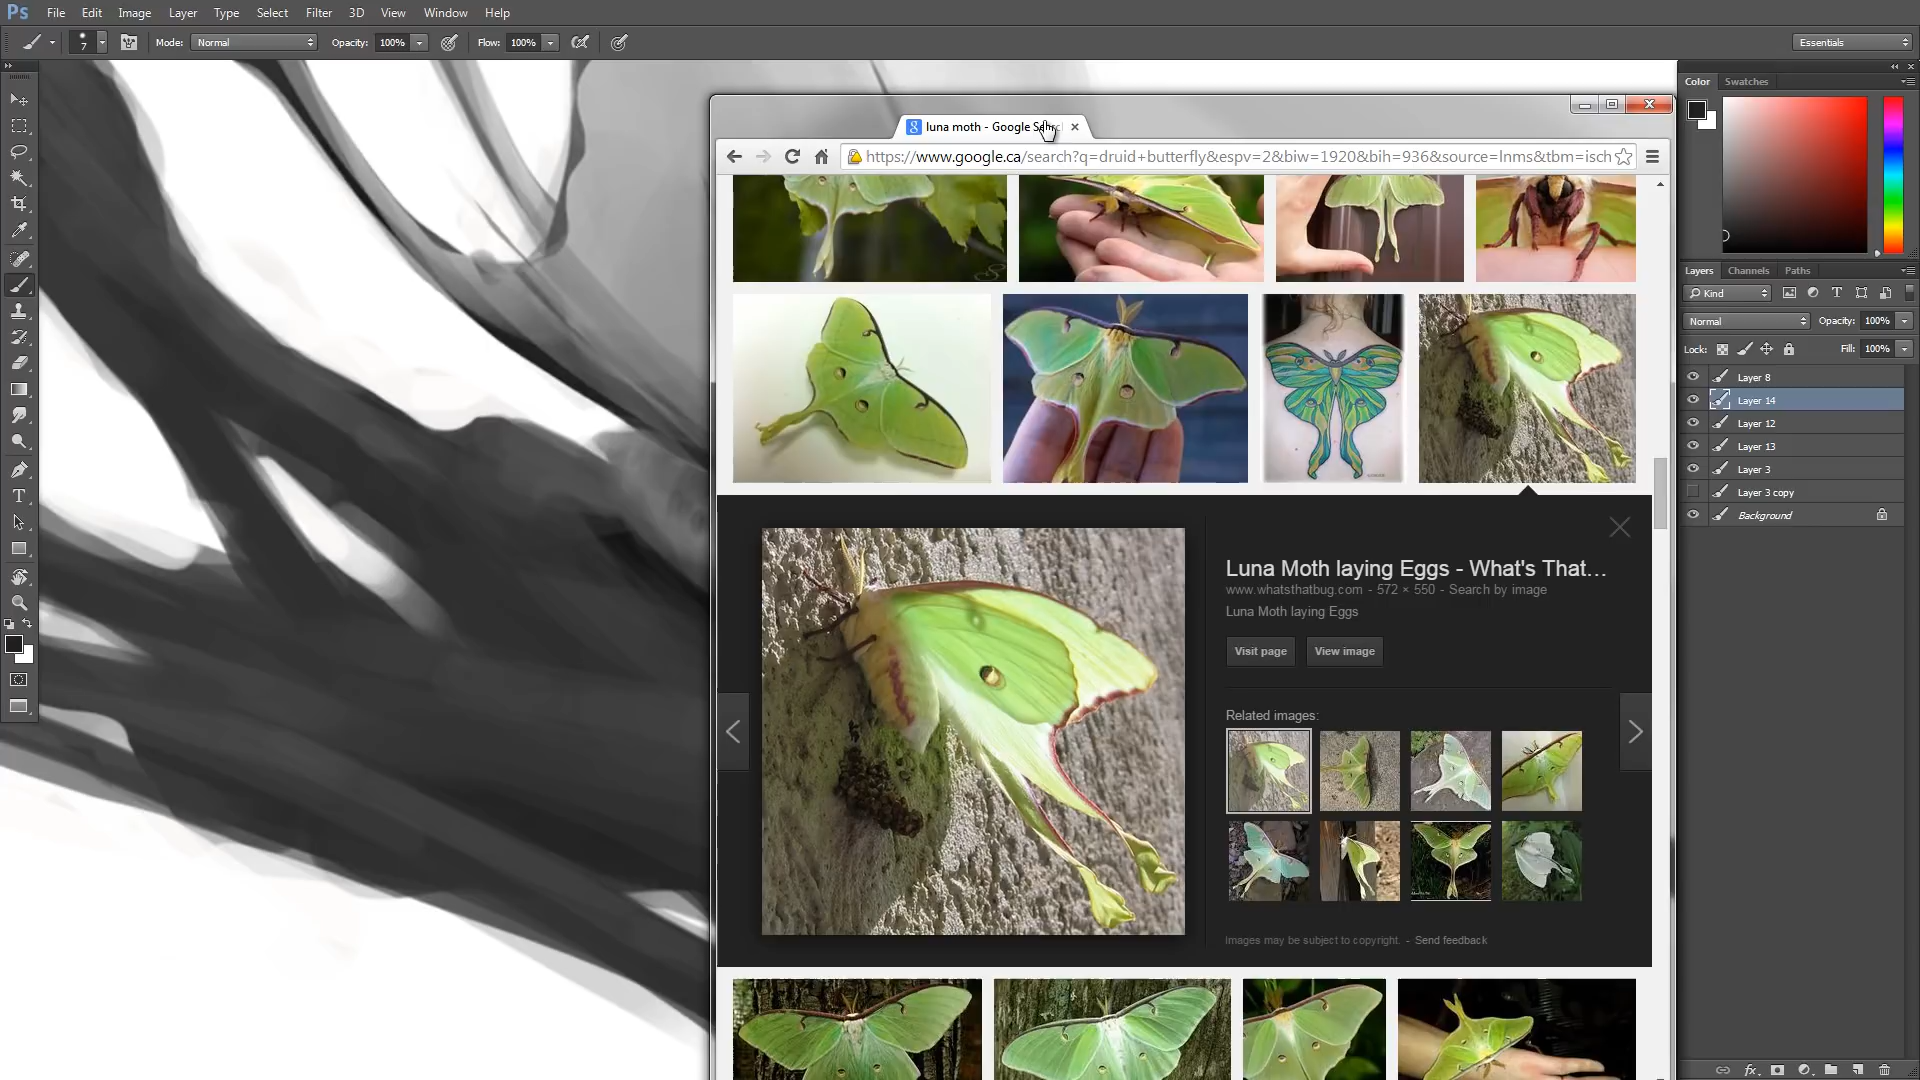 Ps File Edit Image Layer Type Select Filter 3D View Window Help
7 Mode: Normal Opacity: 100% Flow: 100% Essentials
Color Swatches
luna moth - Google Search
https://www.google.ca/search?q=druid+butterfly&espv=2&biw=1920&bih=936&source=lnms&tbm=isch
Layers Channels Paths
Kind
Normal Opacity: 100%
Lock: Fill: 100%
Layer 8
Layer 14
Layer 12
Layer 13
Layer 3
Layer 3 copy
Background
Luna Moth laying Eggs - What's That...
www.whatsthatbug.com - 572 × 550 - Search by image
Luna Moth laying Eggs
Visit page View image
Related images:
Images may be subject to copyright. - Send feedback